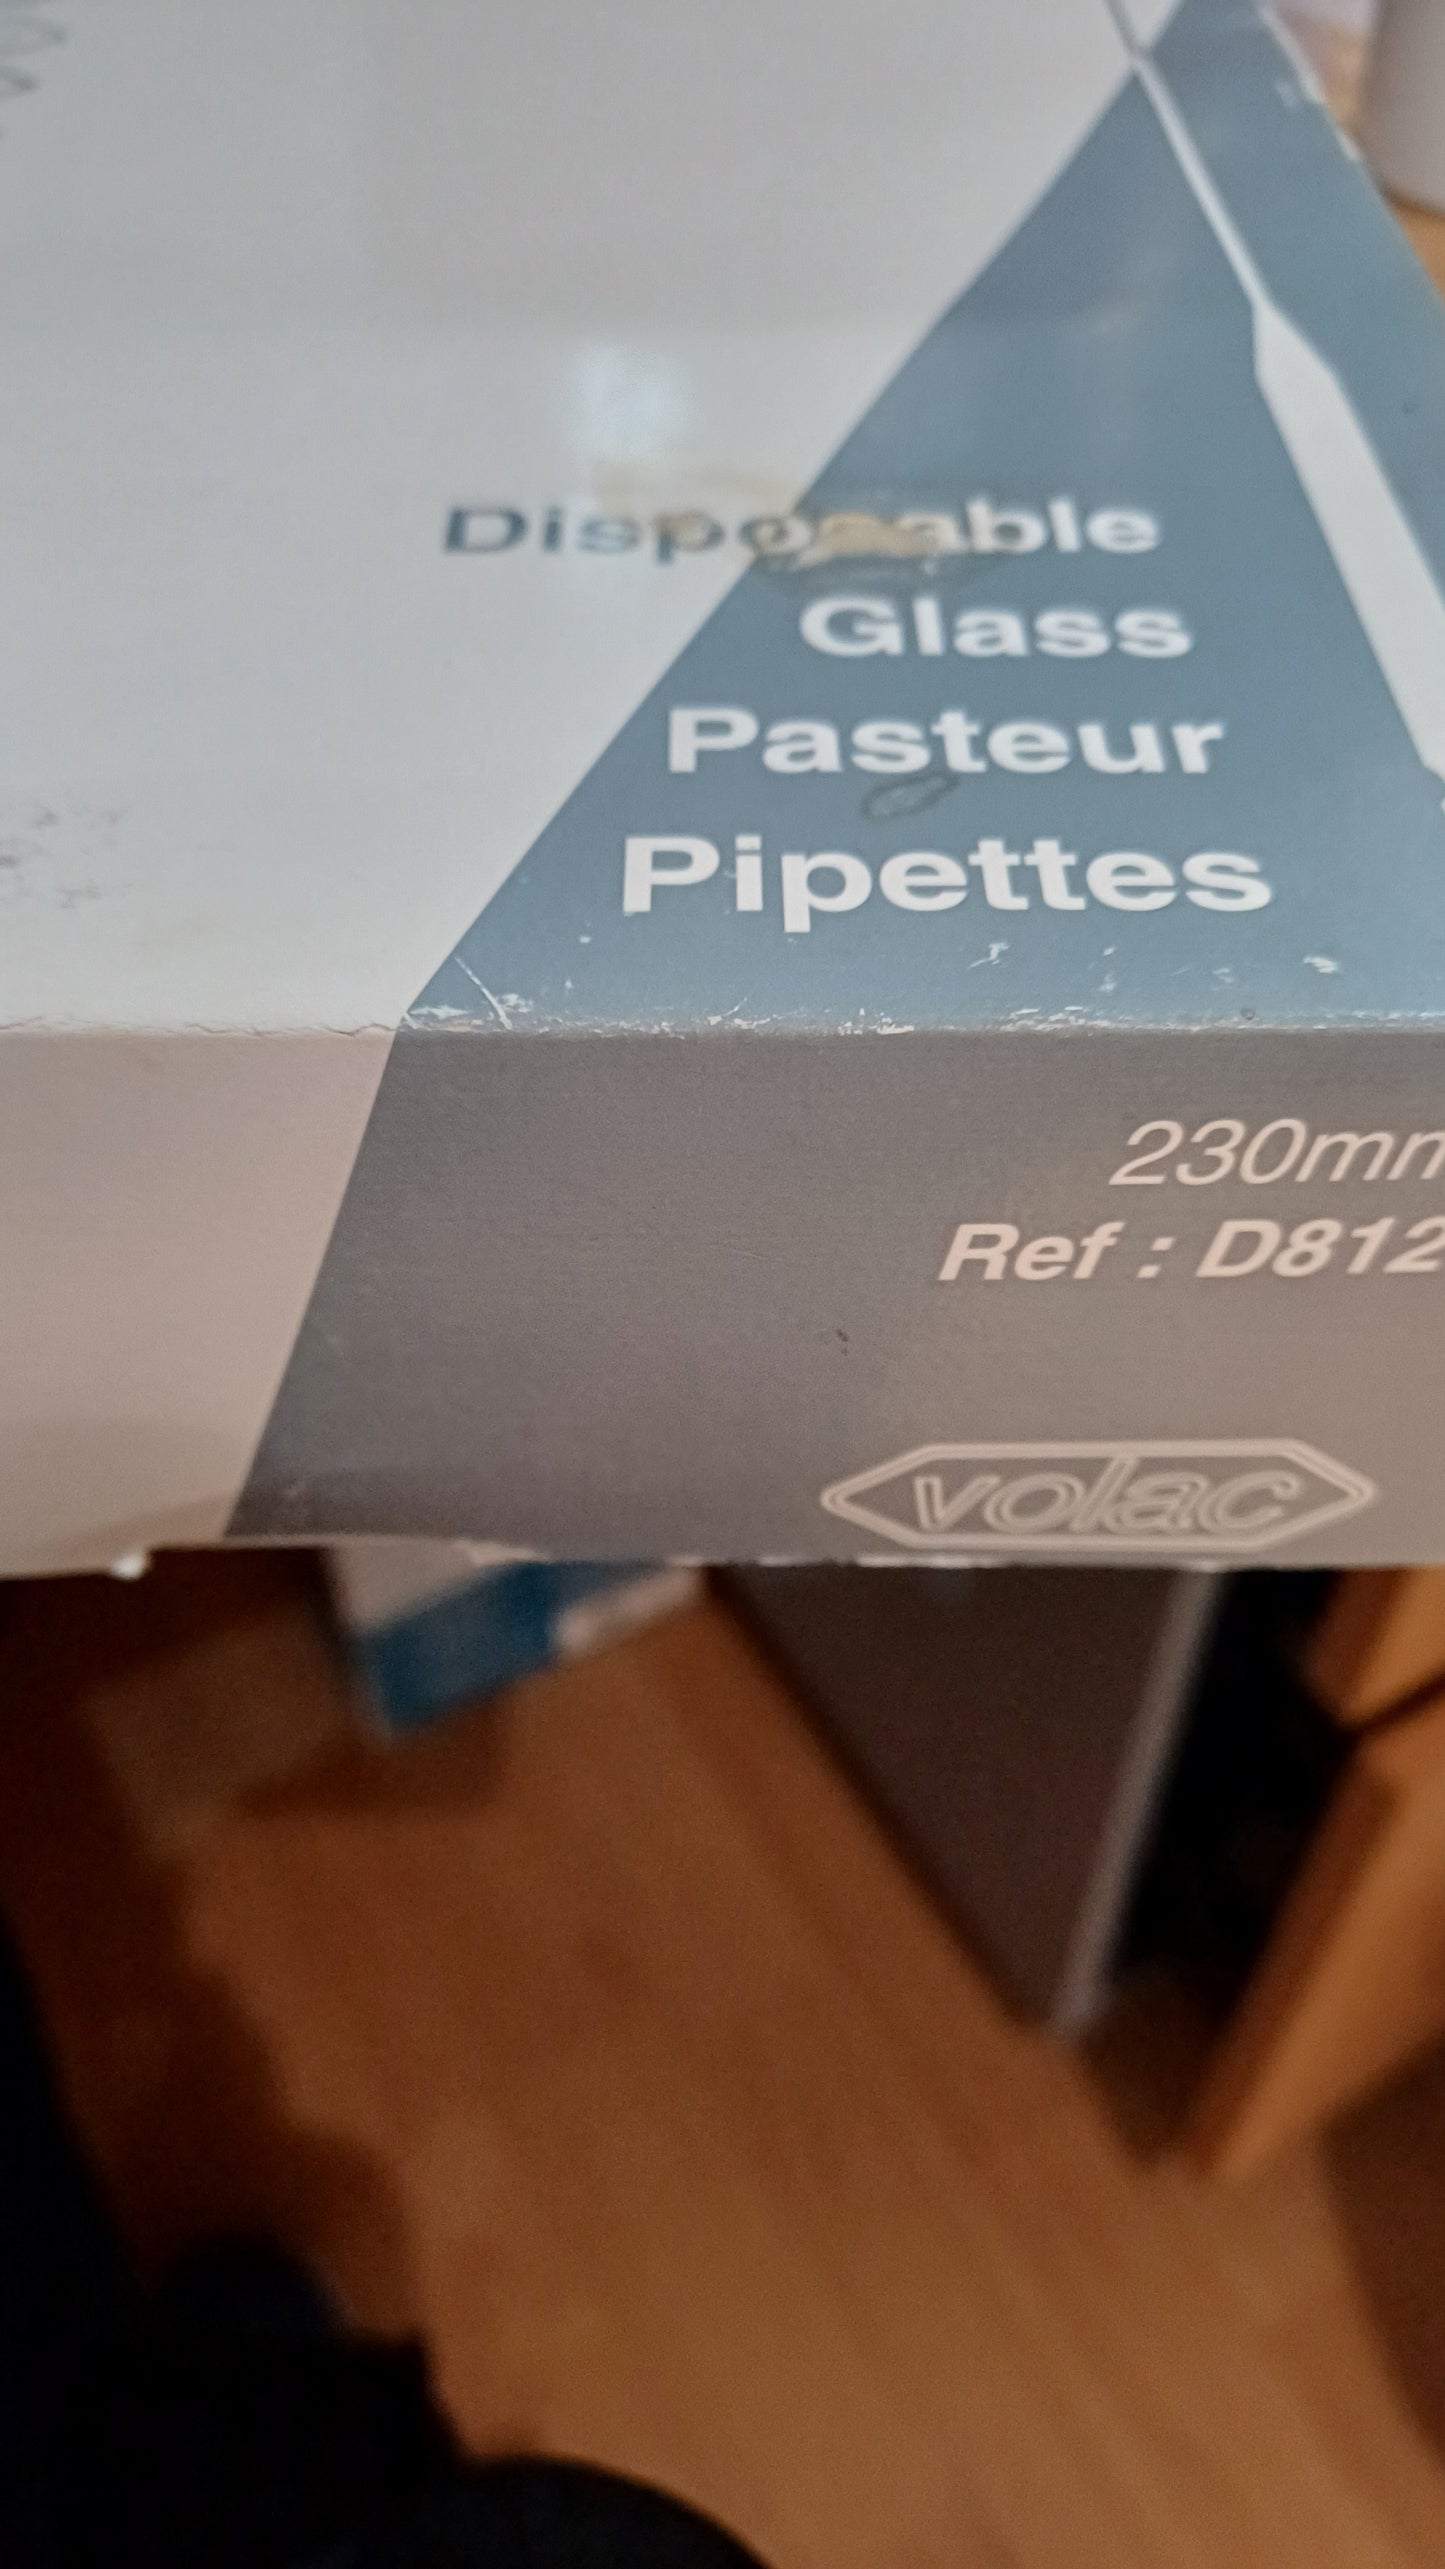 Disposable
Glass
Pasteur
Pipettes
230mm
Ref : D812
volac